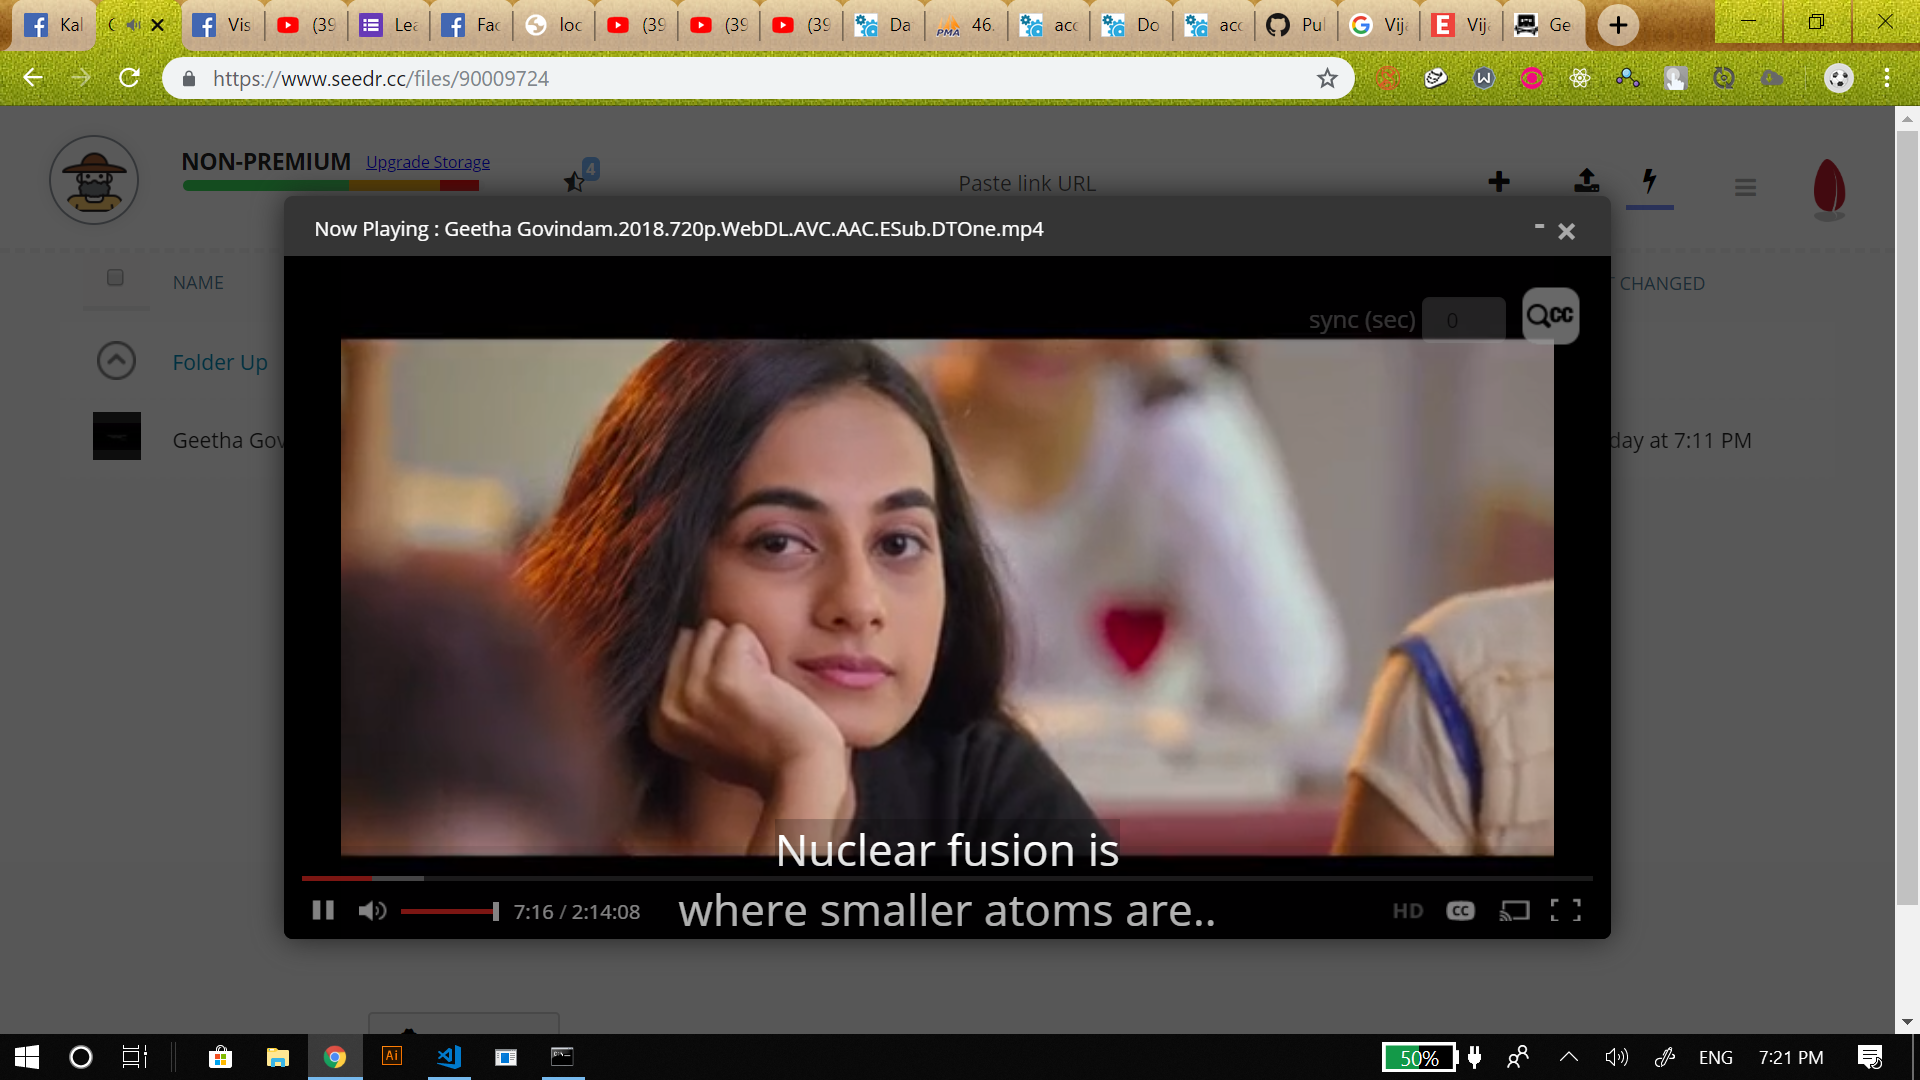 Kal
Vis
(39
Lea
Fac
loc
(39
(39
(39
Da
PMA
46.
acc
Do
acc
Pul
Vij
Vij
Ge
https://www.seedr.cc/files/90009724
NON-PREMIUM Upgrade Storage
4
Paste link URL
Now Playing : Geetha Govindam.2018.720p.WebDL.AVC.AAC.ESub.DTOne.mp4
NAME
CHANGED
sync (sec) 0
CC
Folder Up
Geetha Gov
day at 7:11 PM
Nuclear fusion is
where smaller atoms are..
7:16 / 2:14:08
HD CC
Ai
50%
ENG
7:21 PM